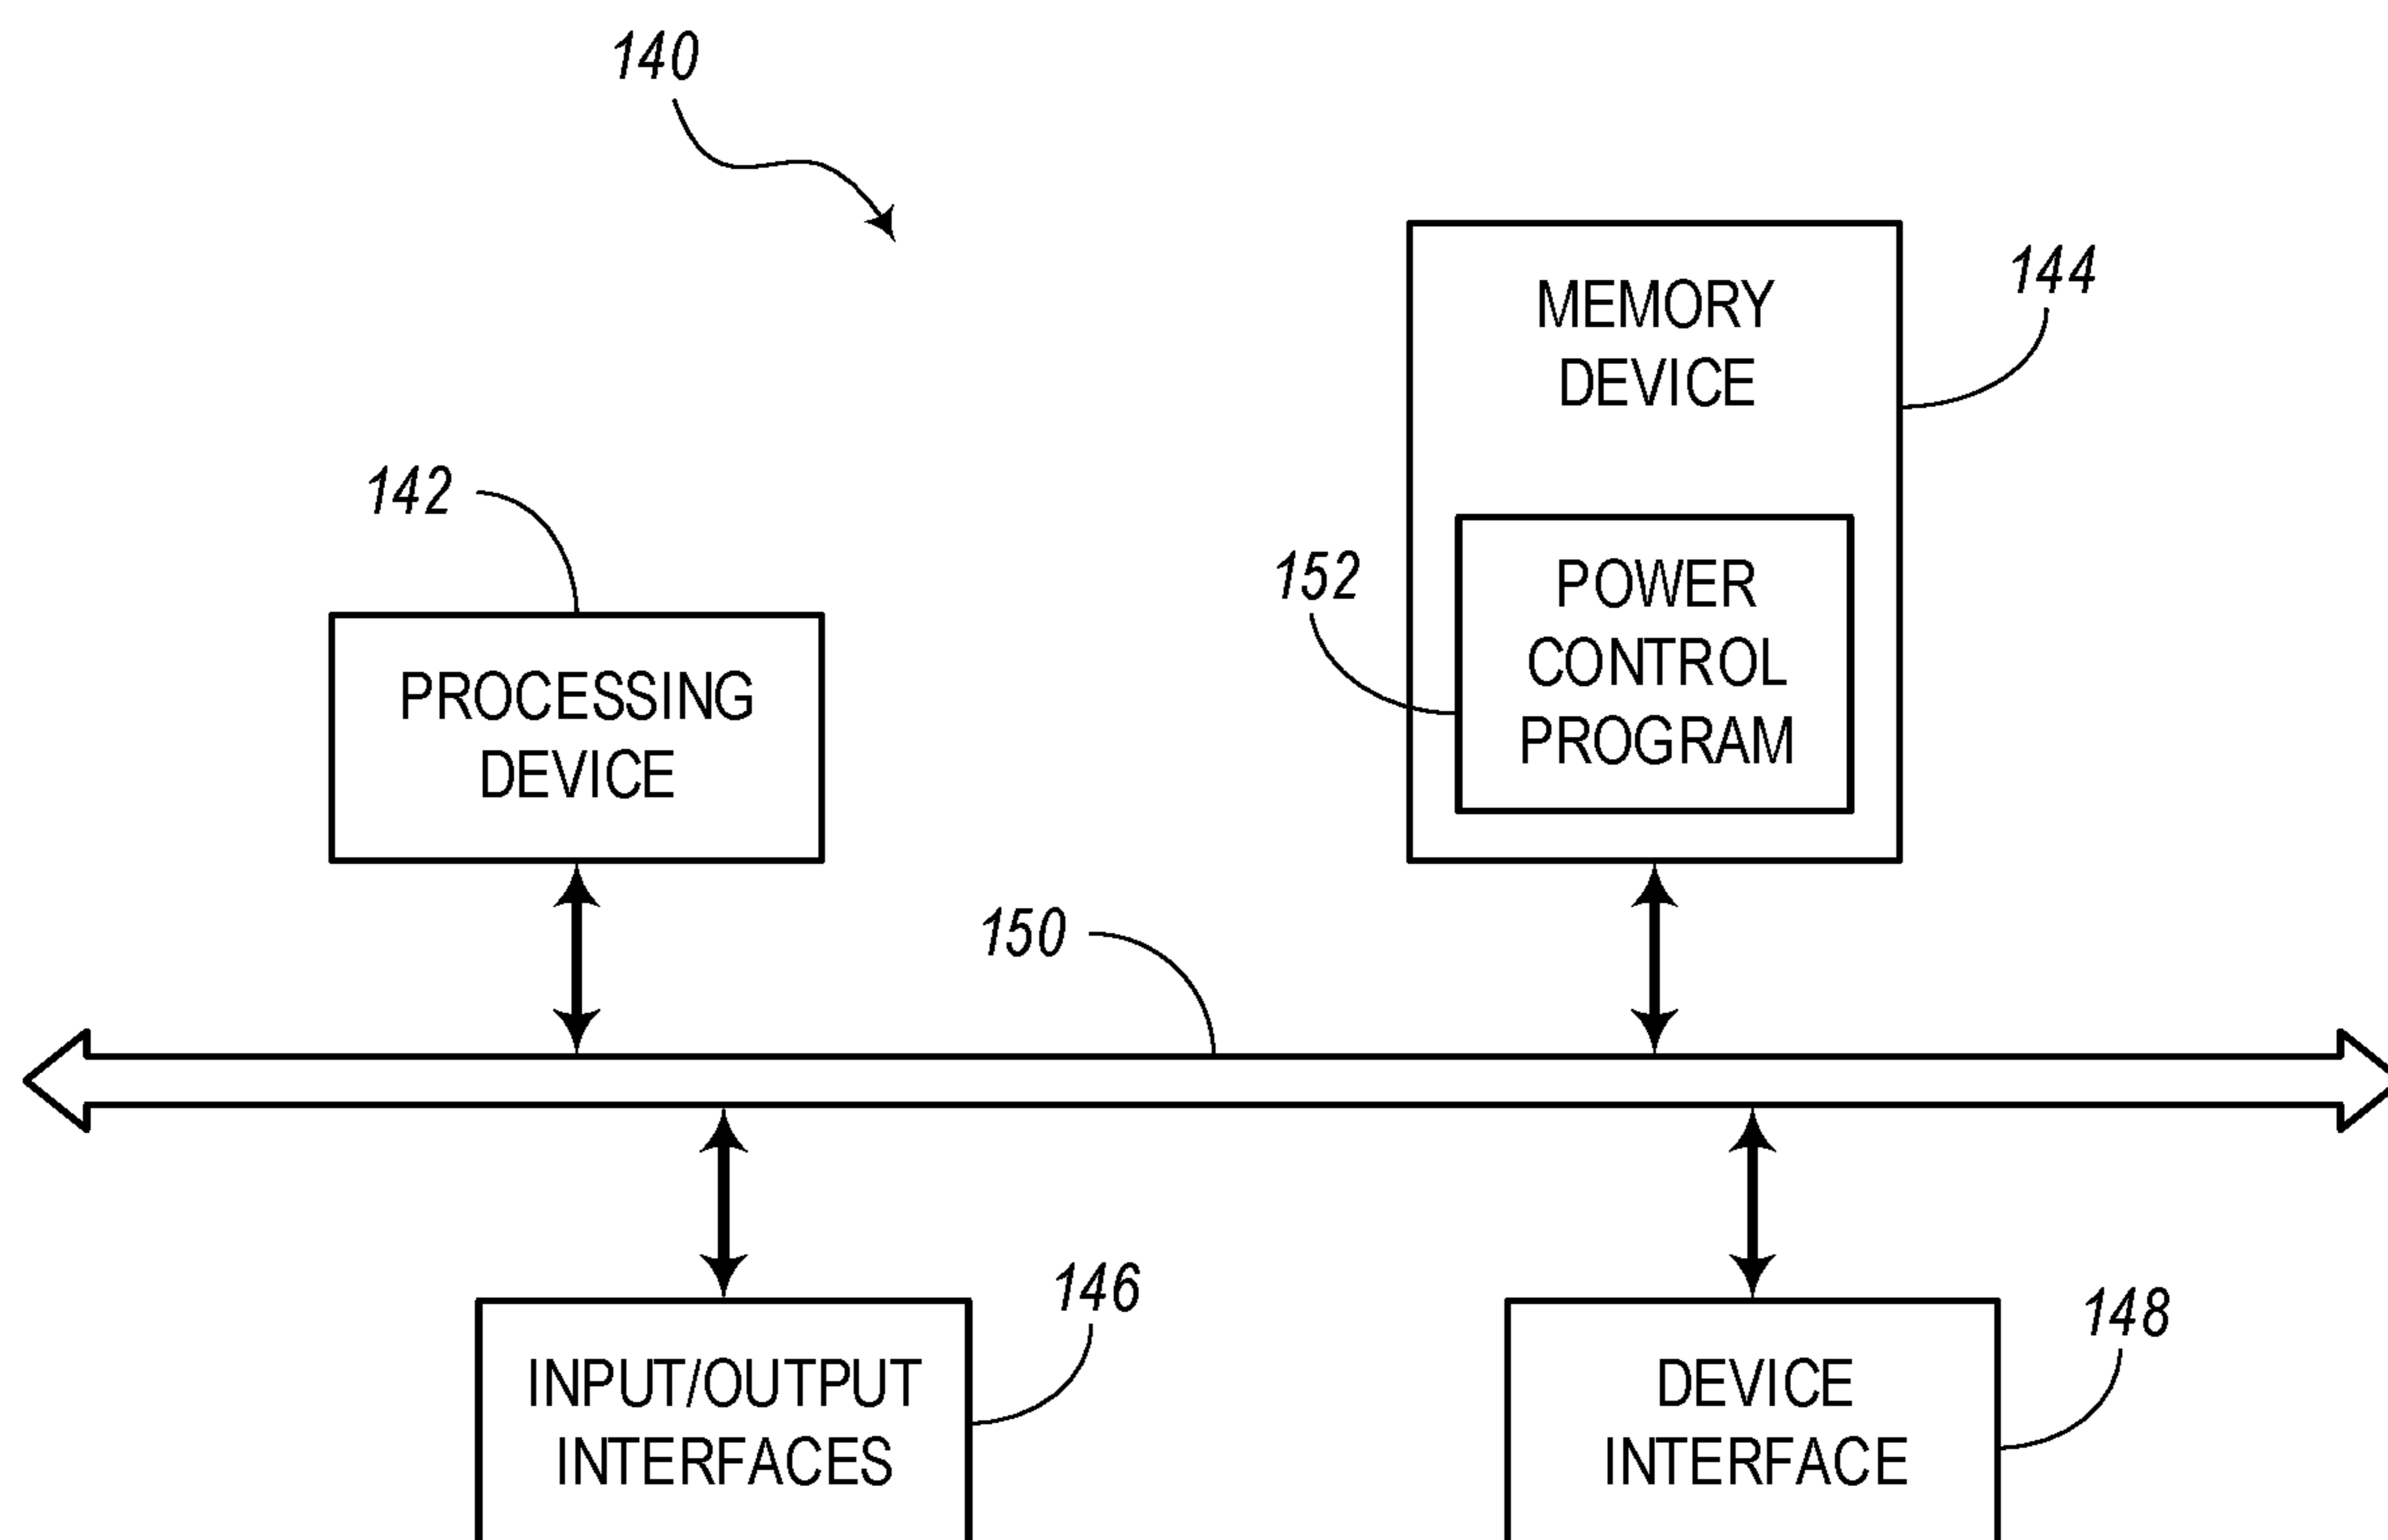 140
144
MEMORY
DEVICE
142
152
POWER
CONTROL
PROGRAM
PROCESSING
DEVICE
150
146
148
INPUT/OUTPUT
INTERFACES
DEVICE
INTERFACE